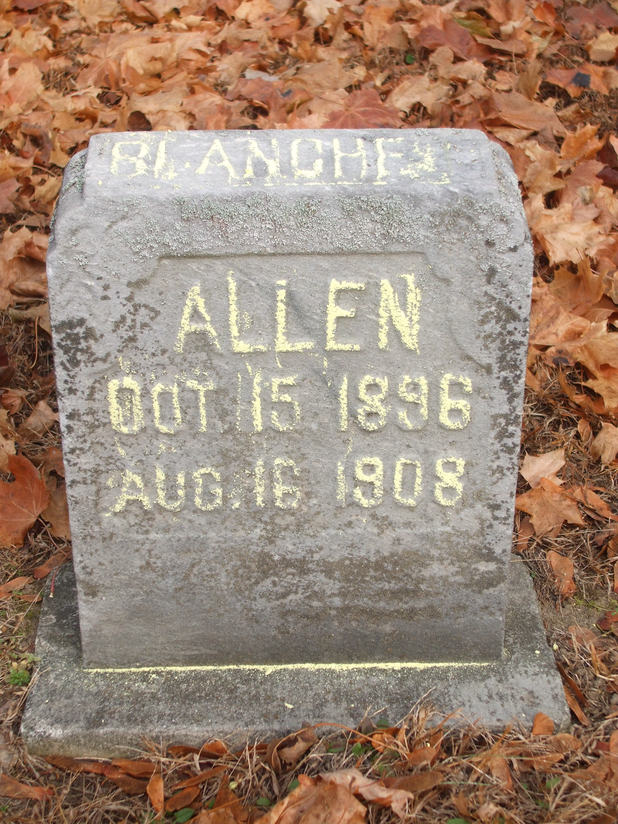 BLANCHE
ALLEN
OCT. 15. 1896
AUG. 16 1908